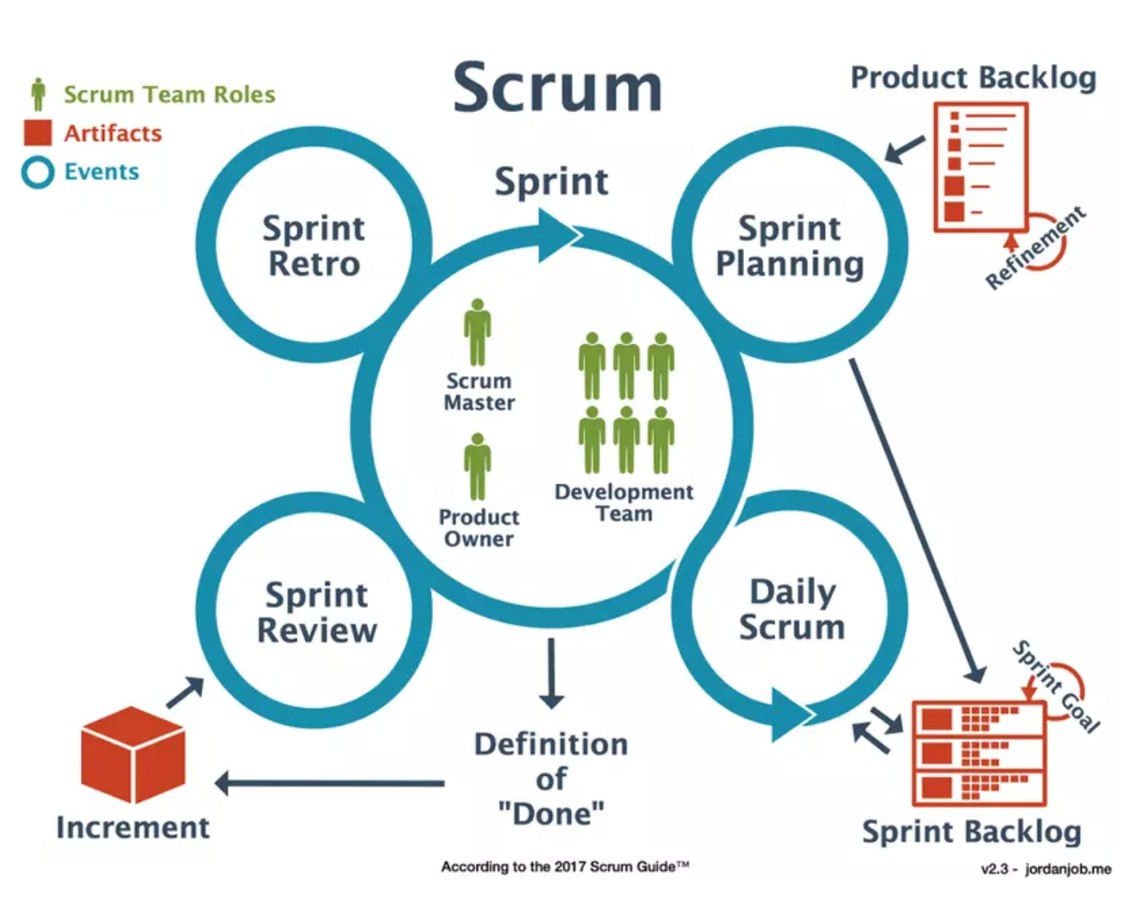 Scrum
Scrum Team Roles
Artifacts
Events
Product Backlog
Refinement
Sprint
Sprint
Retro
Sprint
Planning
Scrum
Master
Product
Owner
Development
Team
Sprint
Review
Daily
Scrum
Sprint Goal
Sprint Backlog
Definition
of
"Done"
Increment
According to the 2017 Scrum Guide™
v2.3 - jordanjob.me